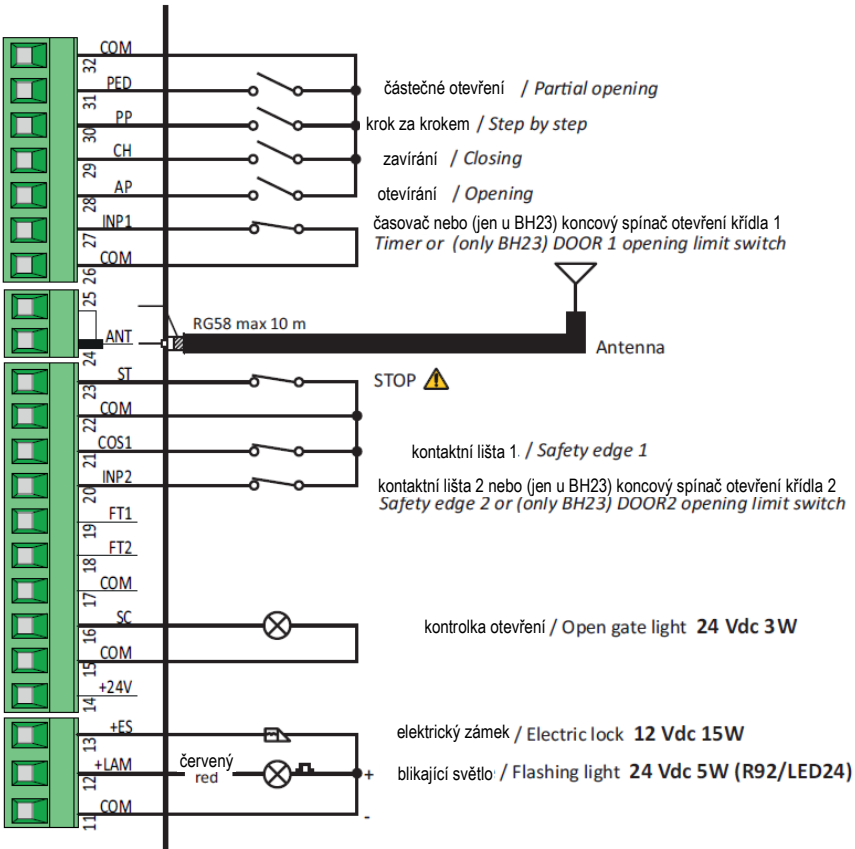 COM
32
PED
31
částečné otevření / Partial opening
PP
30
krok za krokem / Step by step
CH
29
zavírání / Closing
AP
28
otevírání / Opening
INP1
27
časovač nebo (jen u BH23) koncový spínač otevření křídla 1
Timer or (only BH23) DOOR 1 opening limit switch
COM
26
25
RG58 max 10 m
ANT
24
Antenna
ST
23
STOP
COM
22
COS1
21
kontaktní lišta 1 / Safety edge 1
INP2
20
kontaktní lišta 2 nebo (jen u BH23) koncový spínač otevření křídla 2
Safety edge 2 or (only BH23) DOOR2 opening limit switch
FT1
19
FT2
18
COM
17
SC
16
kontrolka otevření / Open gate light 24 Vdc 3W
COM
15
+24V
14
+ES
13
elektrický zámek / Electric lock 12 Vdc 15W
+LAM
12
červený
red
+
blikající světlo / Flashing light 24 Vdc 5W (R92/LED24)
COM
11
-